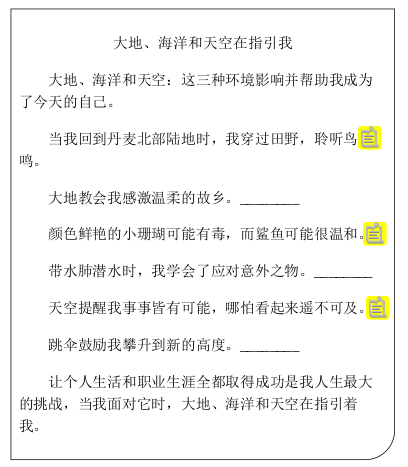 大地、海洋和天空在指引我
大地、海洋和天空：这三种环境影响并帮助我成为
了今天的自己。
当我回到丹麦北部陆地时，我穿过田野，聆听鸟
鸣。
大地教会我感激温柔的故乡。________
颜色鲜艳的小珊瑚可能有毒，而鲨鱼可能很温和。
带水肺潜水时，我学会了应对意外之物。________
天空提醒我事事皆有可能，哪怕看起来遥不可及。
跳伞鼓励我攀升到新的高度。________
让个人生活和职业生涯全都取得成功是我人生最大
的挑战，当我面对它时，大地、海洋和天空在指引着
我。